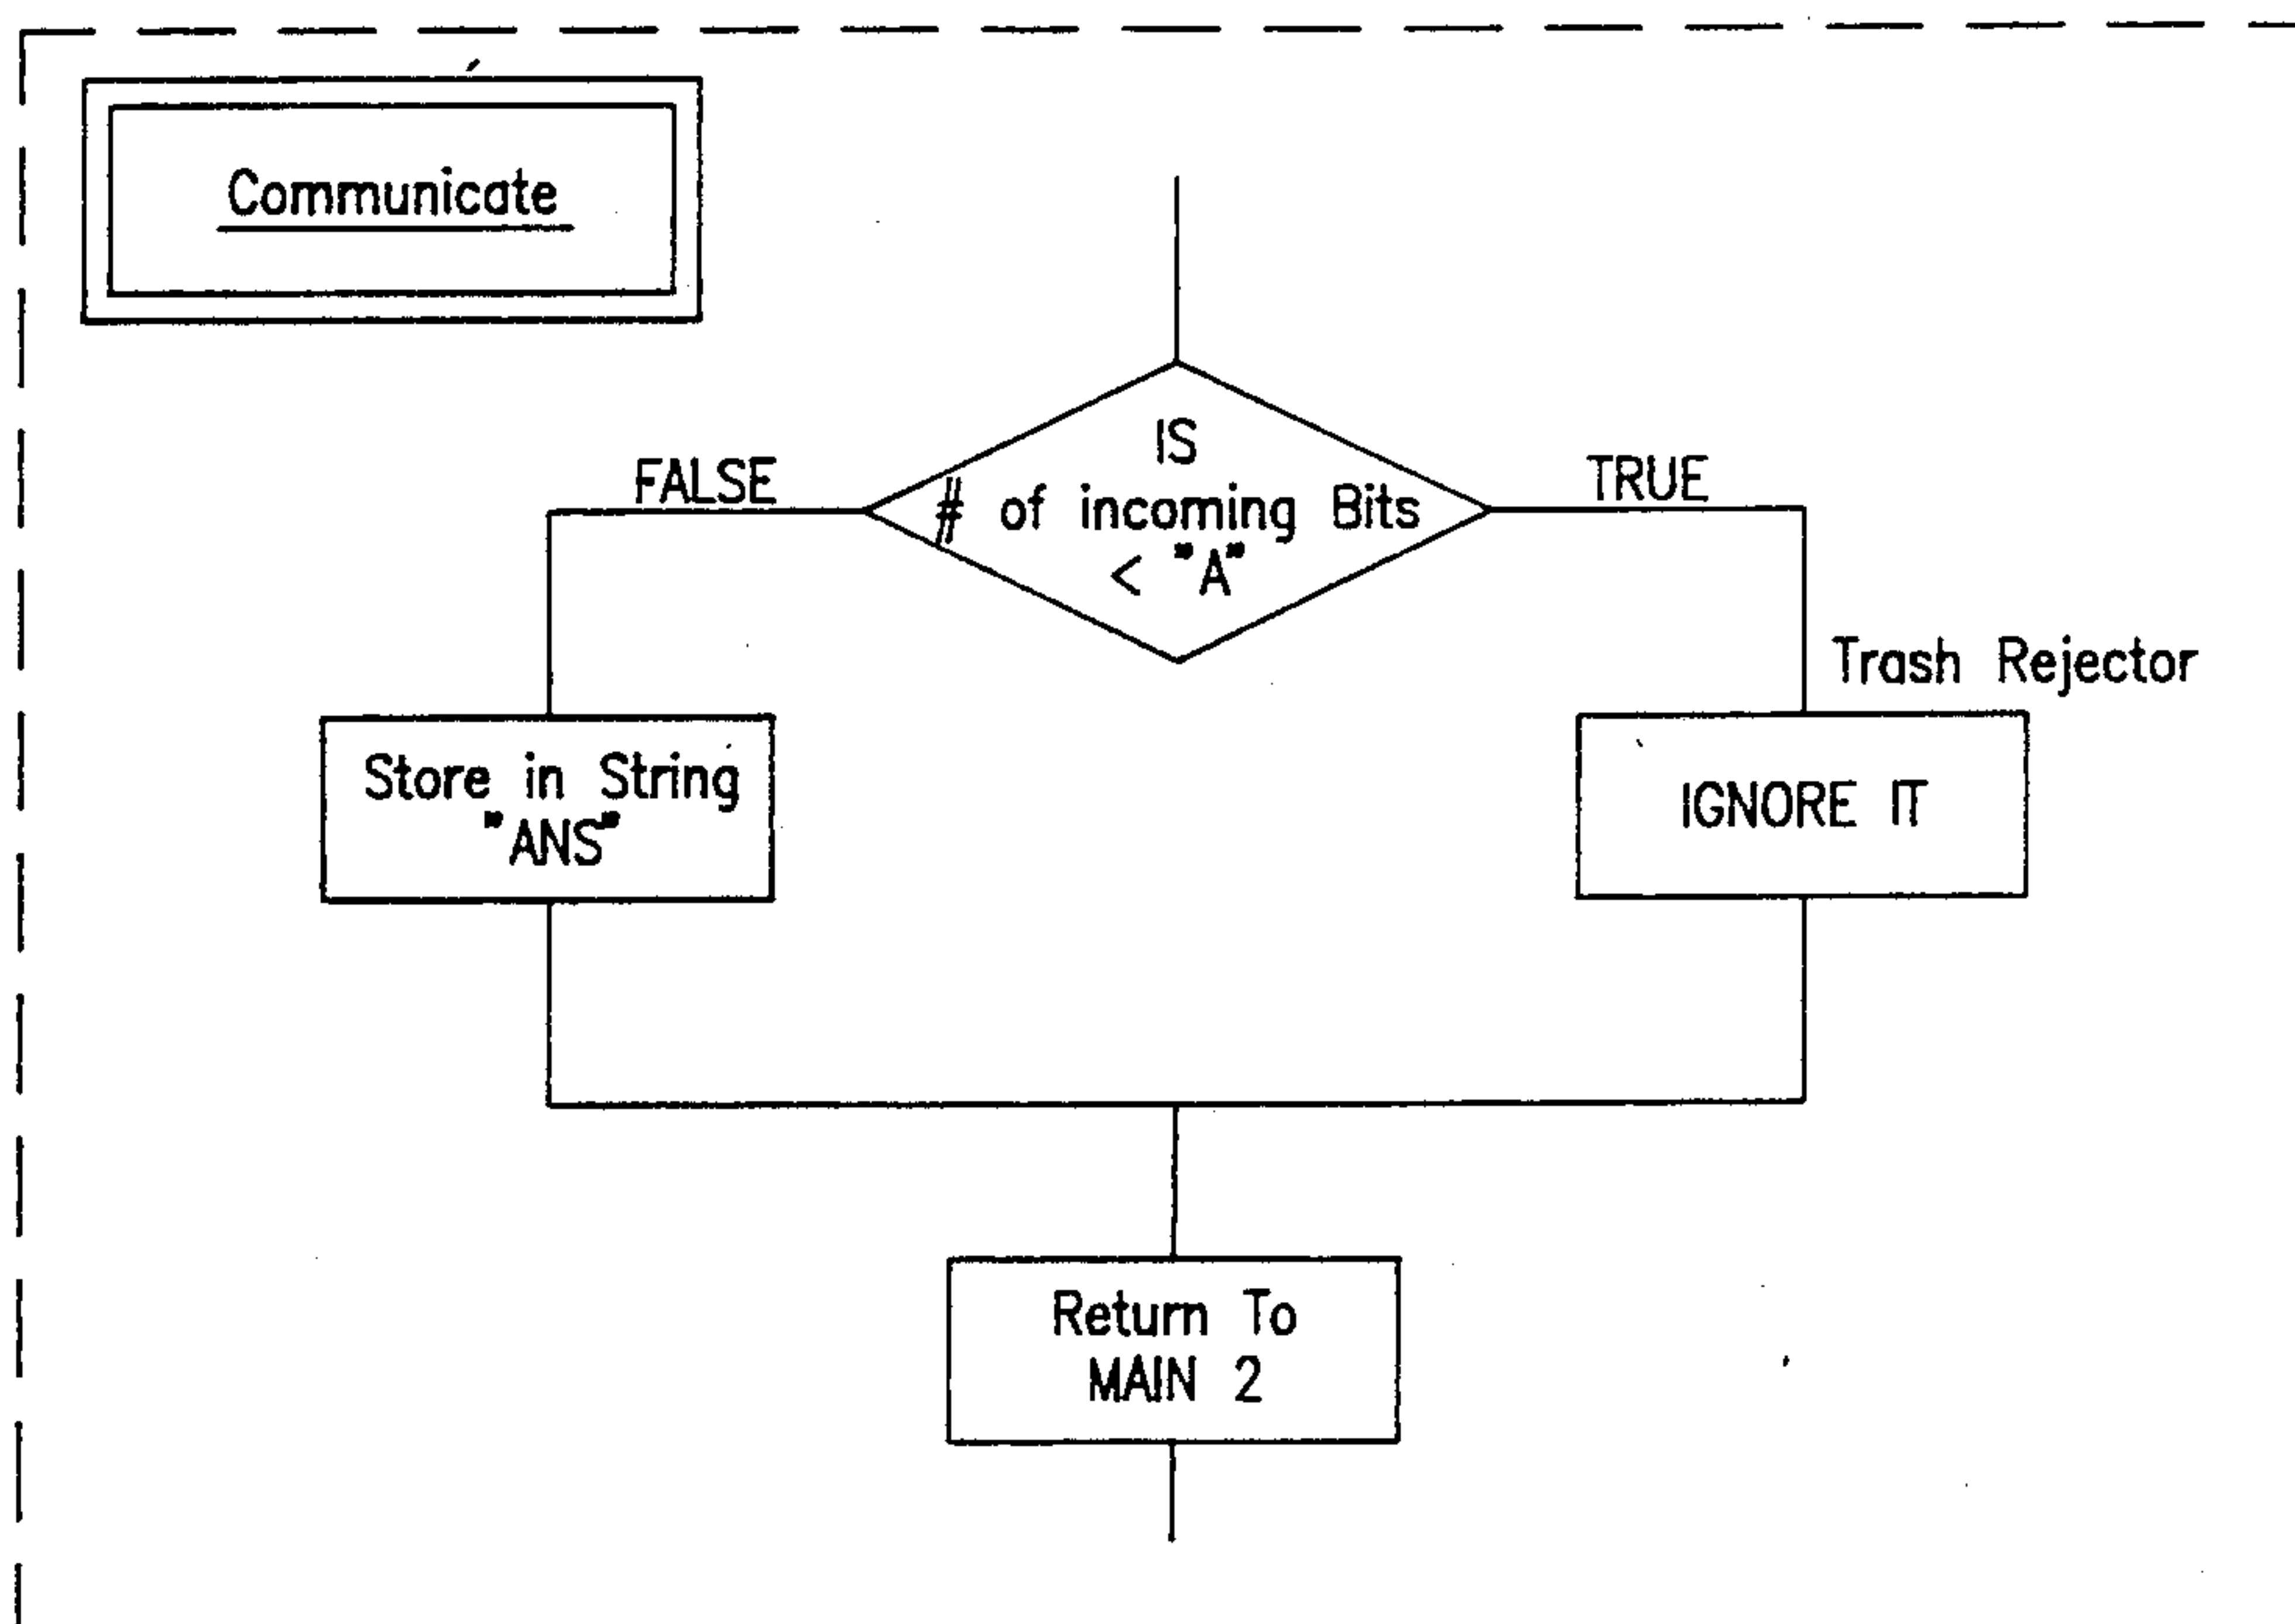 Communicate
IS
# of incoming Bits
< "A"
FALSE
TRUE
Trash Rejector
Store in String
"ANS"
IGNORE IT
Return To
MAIN 2